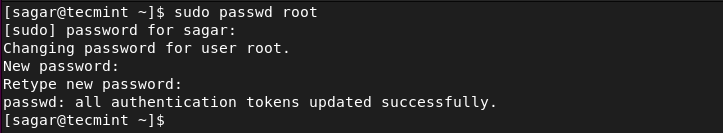 [sagar@tecmint ~]$ sudo passwd root
[sudo] password for sagar:
Changing password for user root.
New password:
Retype new password:
passwd: all authentication tokens updated successfully.
[sagar@tecmint ~]$